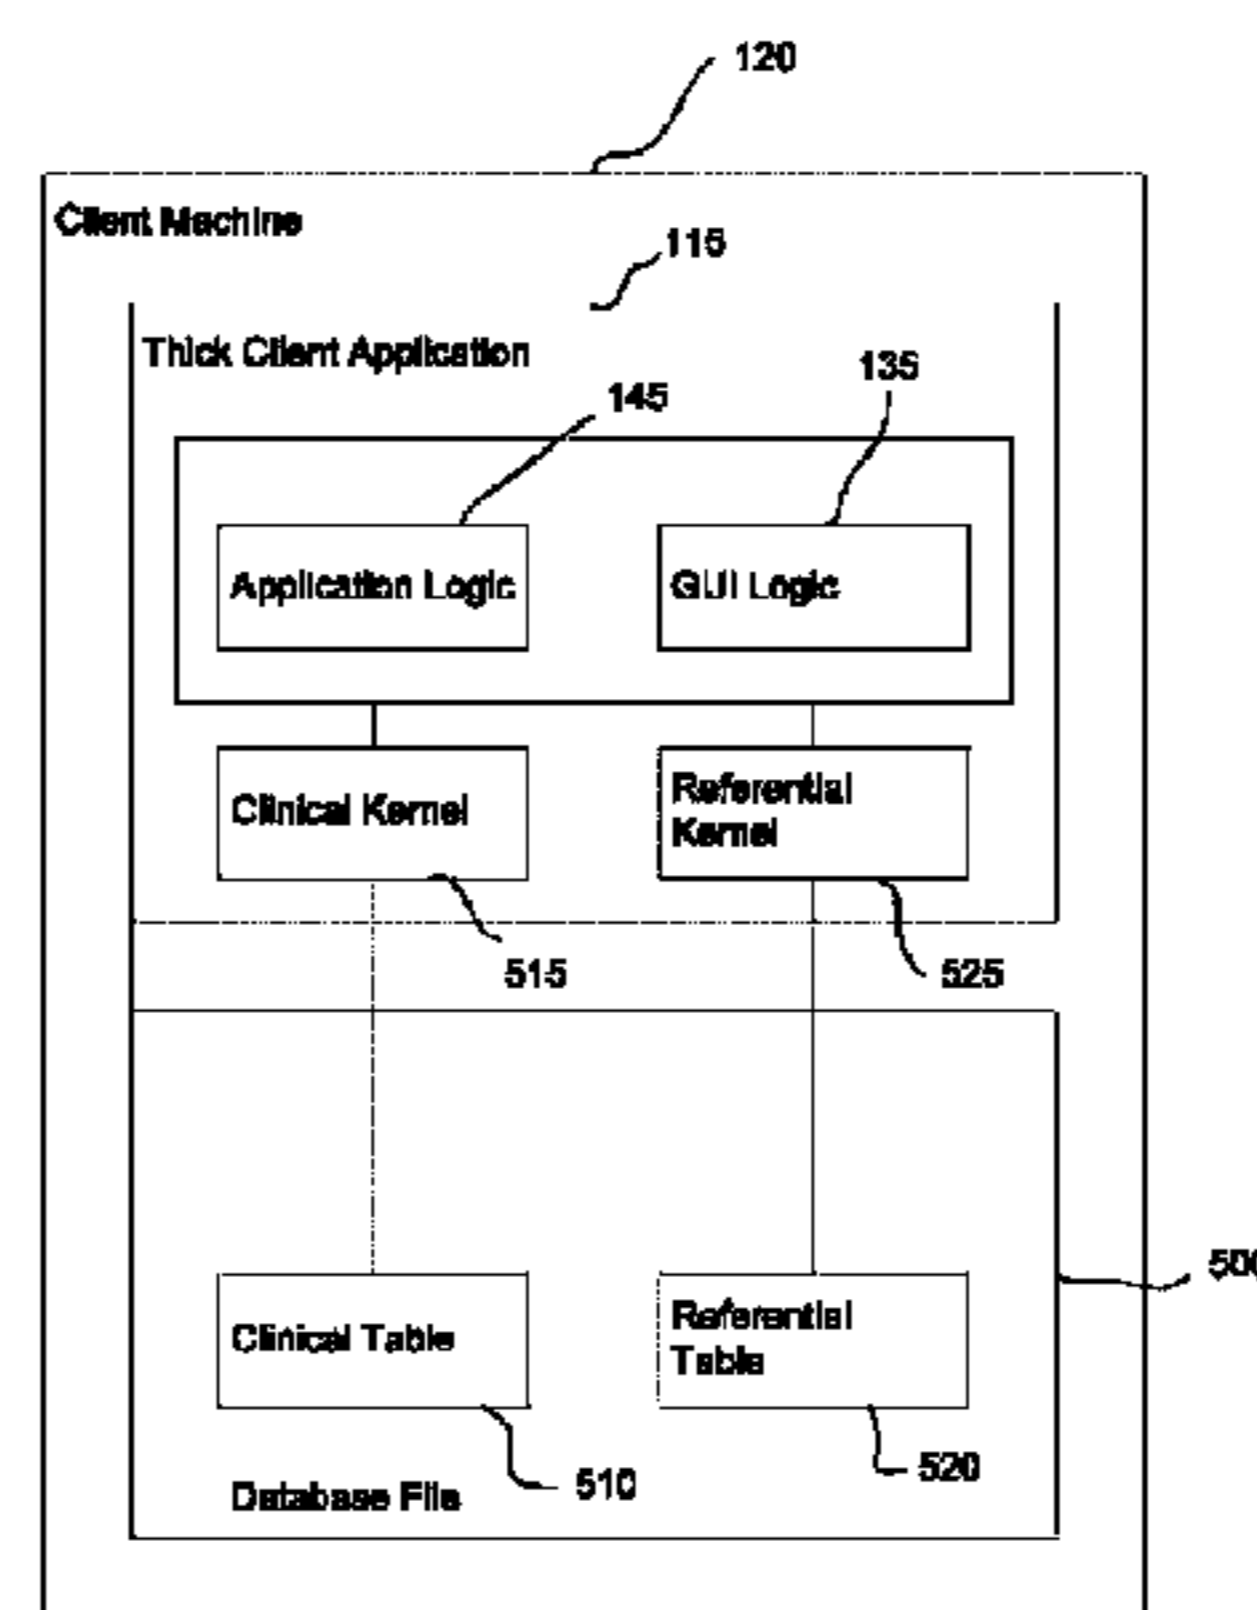 120
Client Machine
115
Thick Client Application
135
145
Application Logic
GUI Logic
Clinical Kernel
Referential
Kernel
515
525
500
Clinical Table
Referential
Table
510
520
Database File